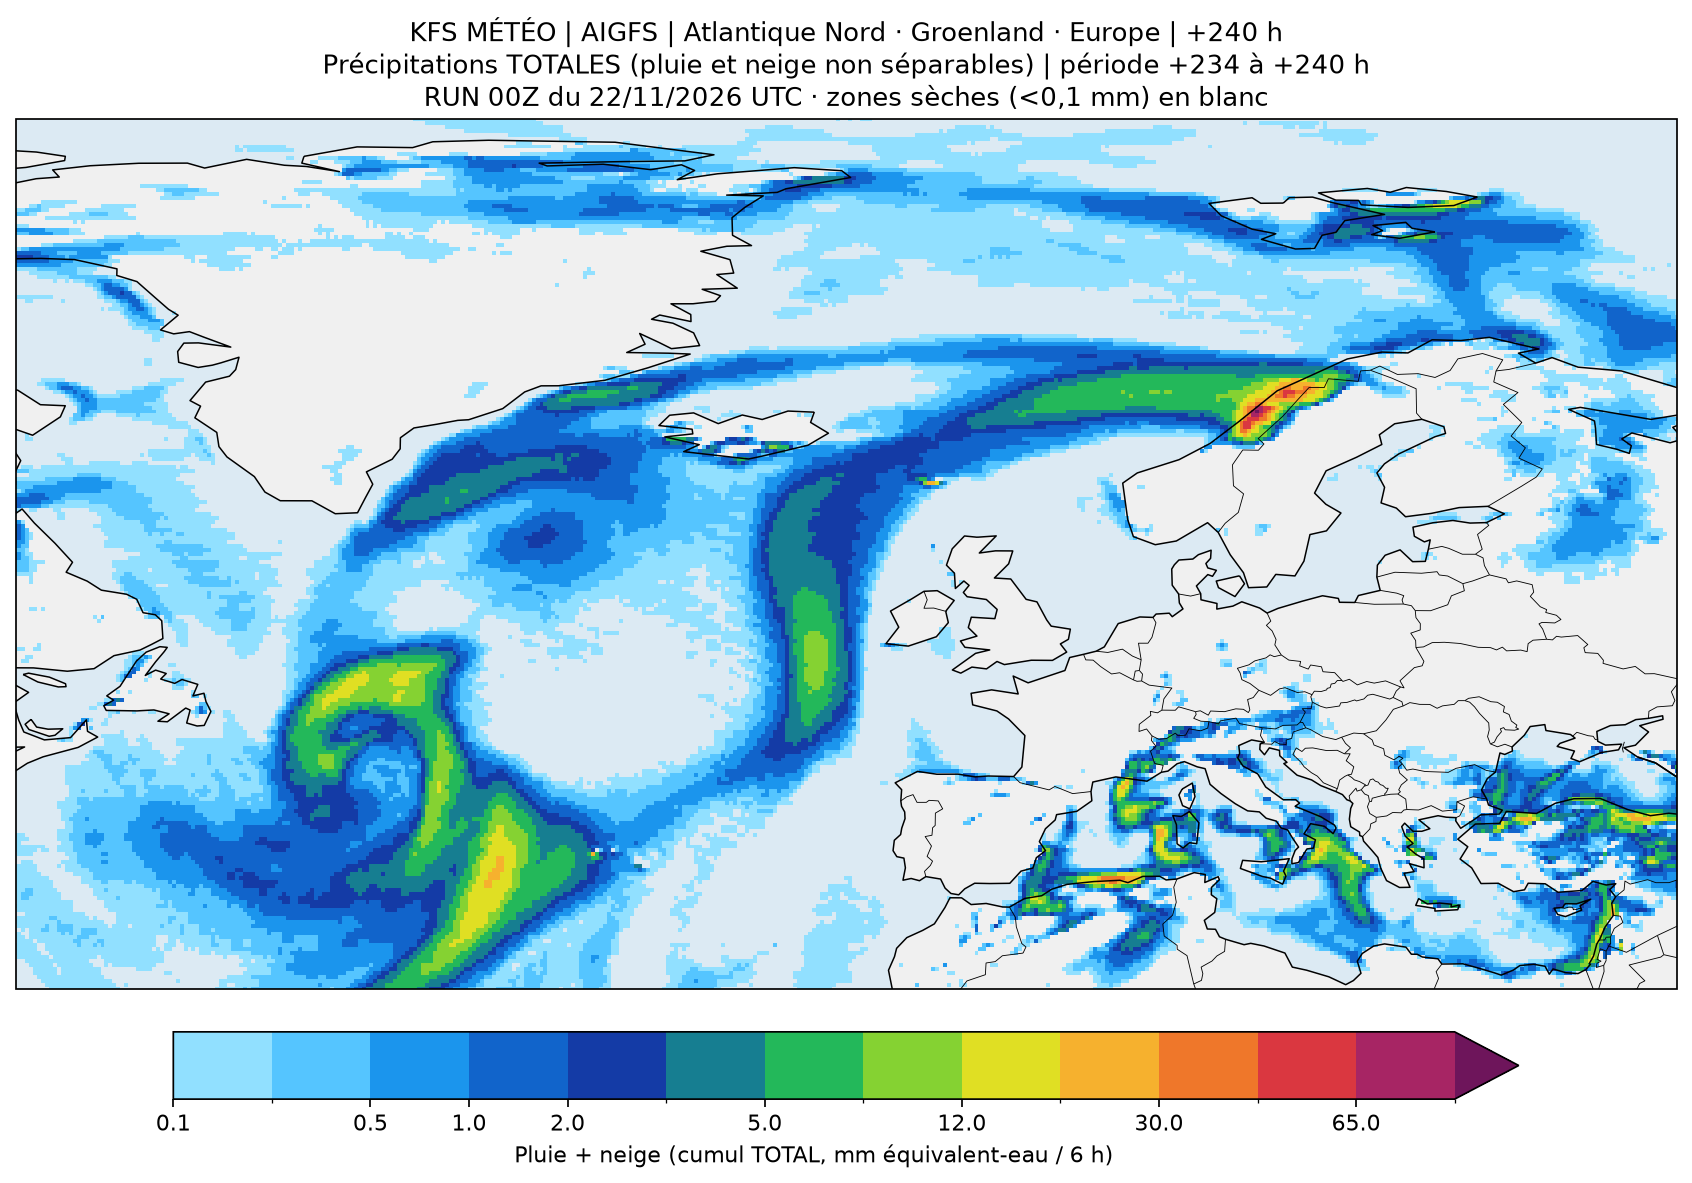 KFS MÉTÉO | AIGFS | Atlantique Nord · Groenland · Europe | +240 h
Précipitations TOTALES (pluie et neige non séparables) | période +234 à +240 h
RUN 00Z du 22/11/2026 UTC · zones sèches (<0,1 mm) en blanc
0.1 0.5 1.0 2.0 5.0 12.0 30.0 65.0
Pluie + neige (cumul TOTAL, mm équivalent-eau / 6 h)